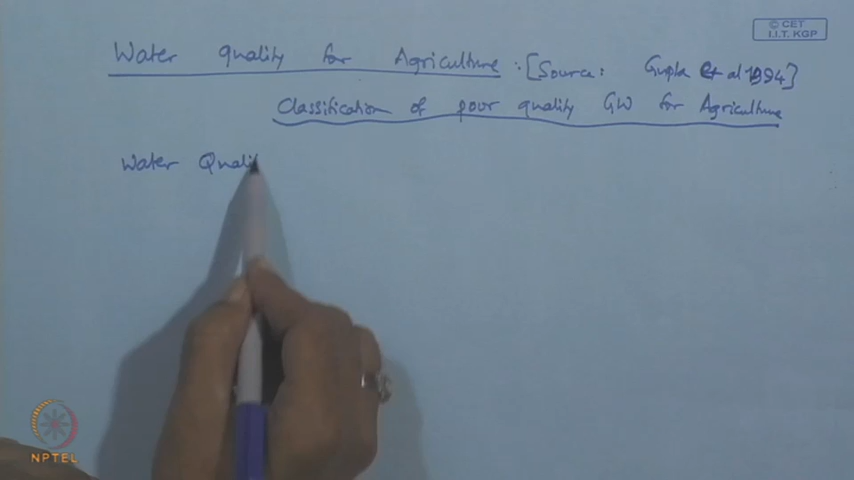 © CET
I.I.T. KGP
Water Quality for Agriculture : [Source: Gupta et al 1994]
Classification of poor quality GW for Agriculture
Water Quali
NPTEL